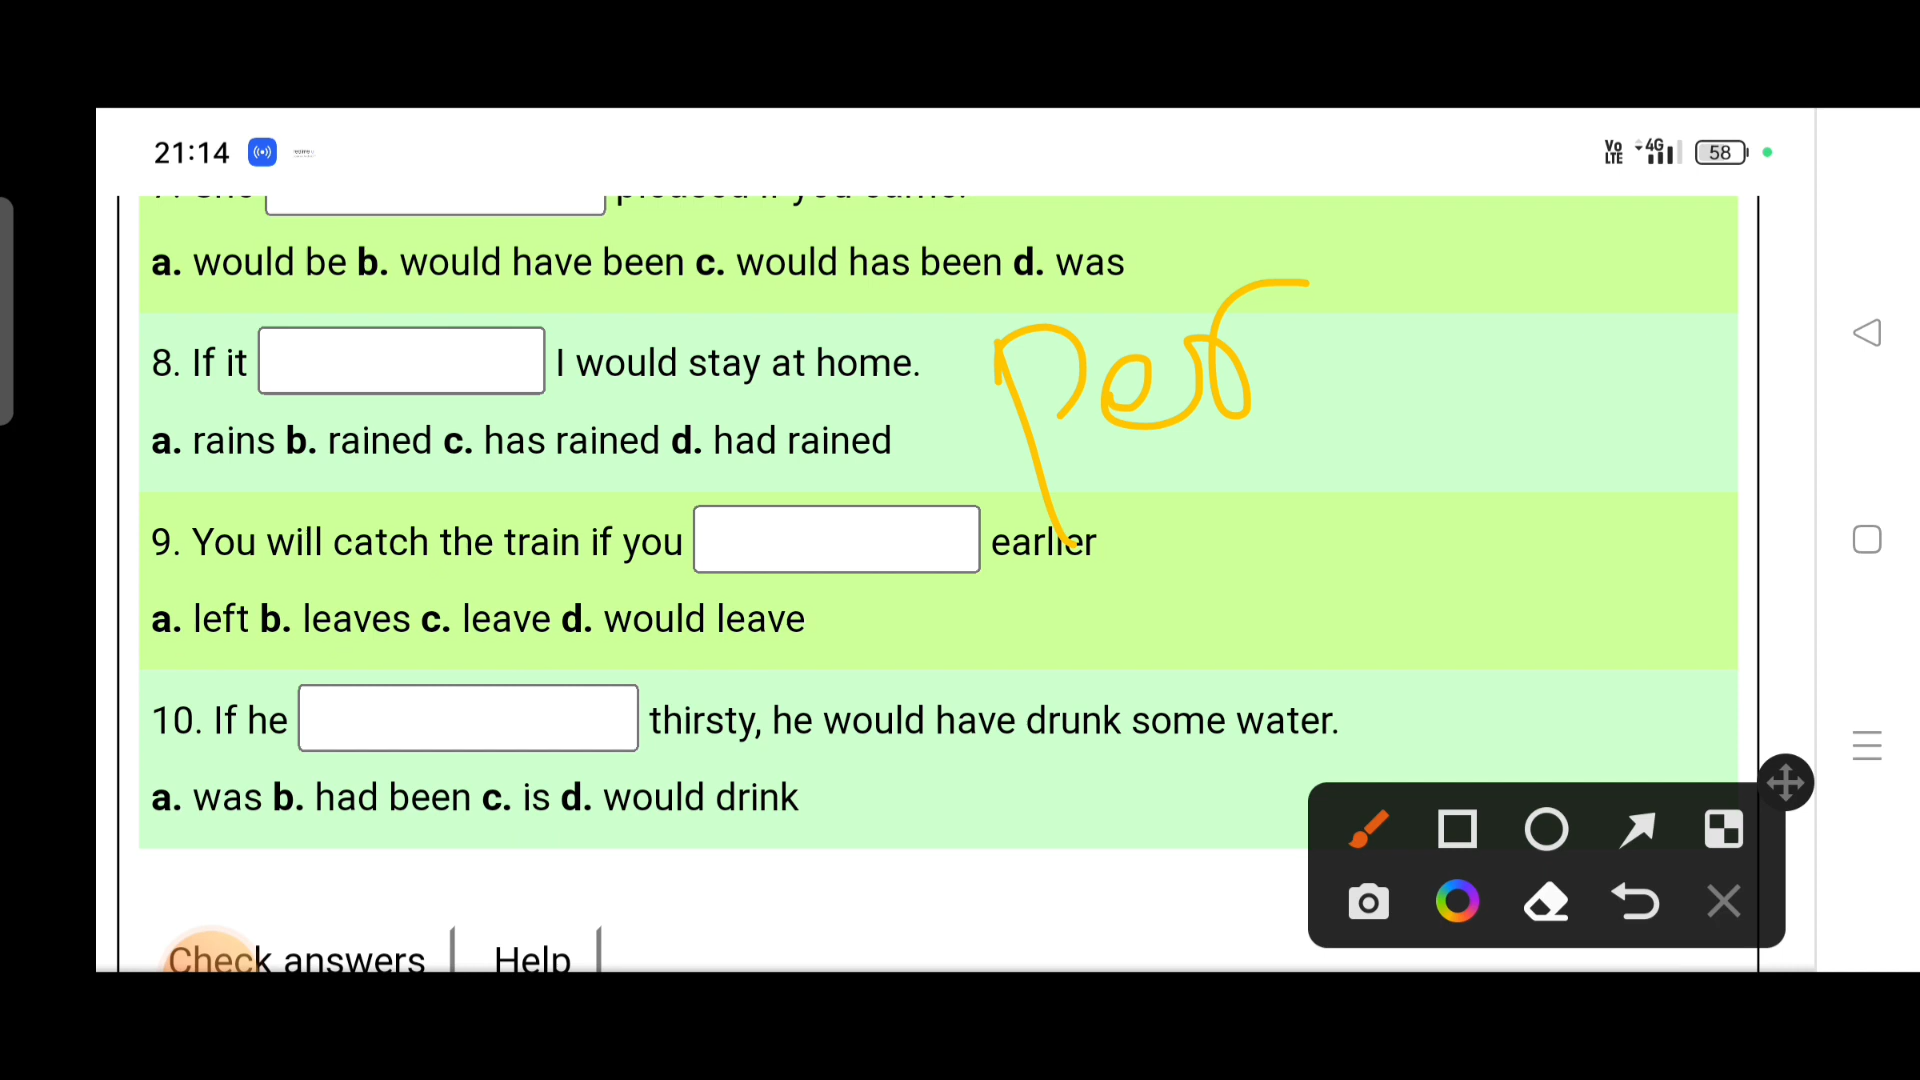 21:14 Vo LTE 4G 58
a. would be b. would have been c. would has been d. was
8. If it I would stay at home.
a. rains b. rained c. has rained d. had rained
9. You will catch the train if you earlier
a. left b. leaves c. leave d. would leave
10. If he thirsty, he would have drunk some water.
a. was b. had been c. is d. would drink
Check answers Help